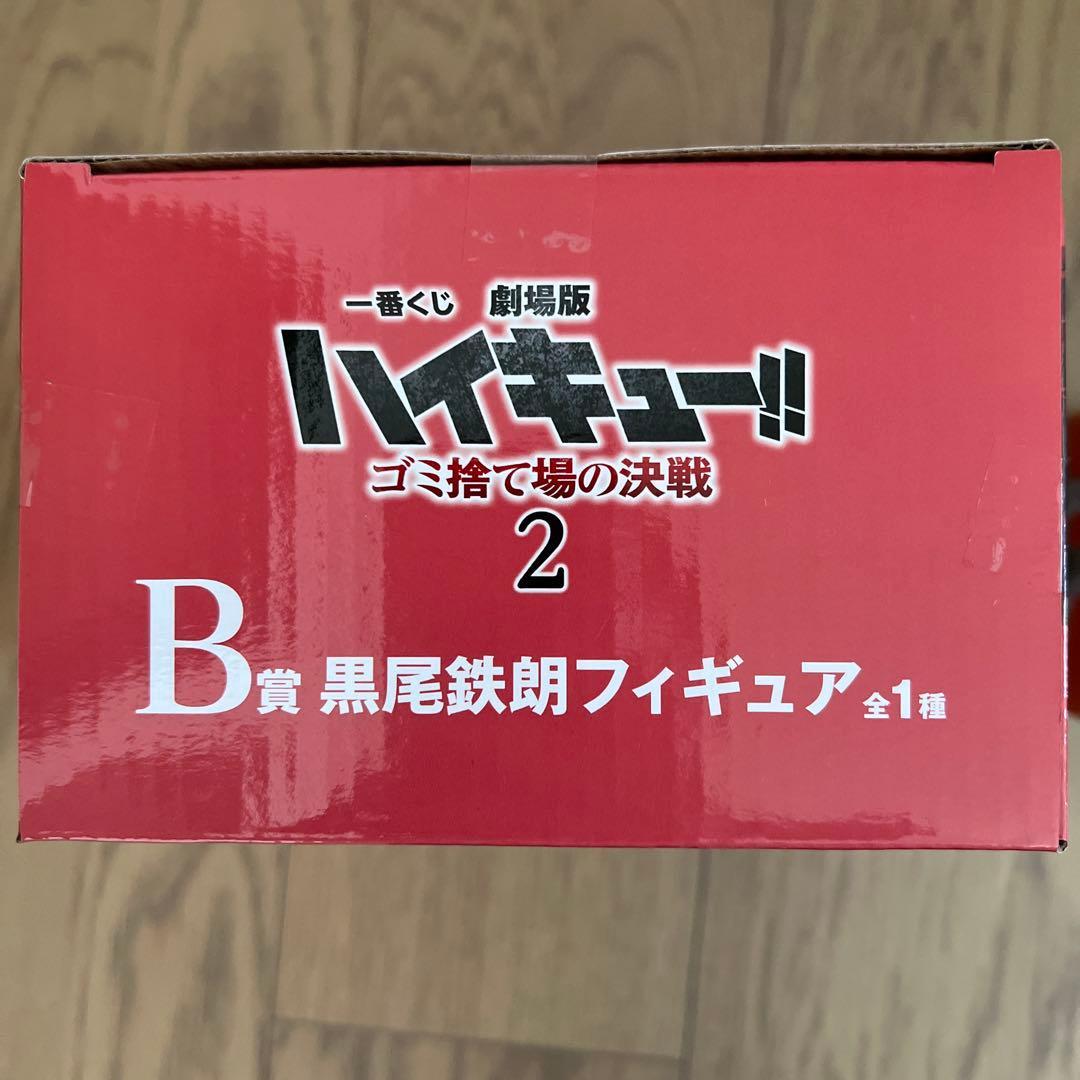 一番くじ 劇場版
ハイキュー!!
ゴミ捨て場の決戦
2
B賞 黒尾鉄朗フィギュア 全1種